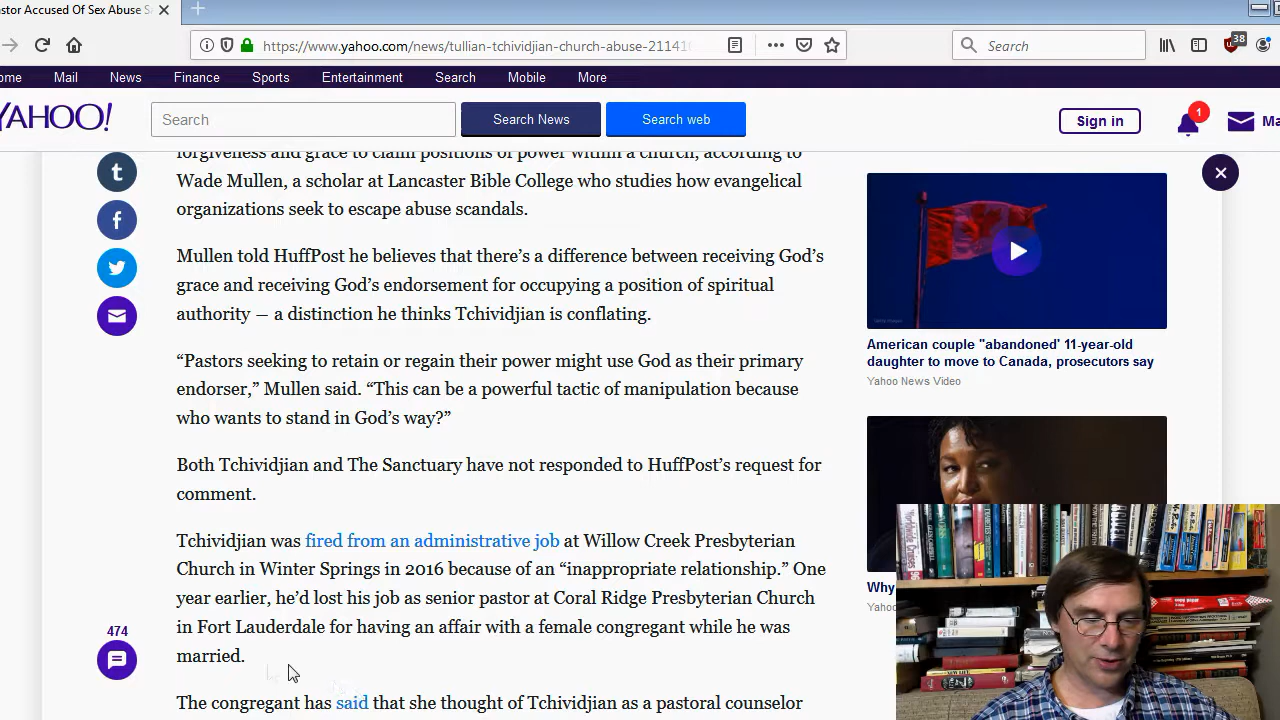 stor Accused Of Sex Abuse S
https://www.yahoo.com/news/tullian-tchividjian-church-abuse-21141
Search
38
ome Mail News Finance Sports Entertainment Search Mobile More
YAHOO!
Search
Search News
Search web
Sign in
1
Ma
forgiveness and grace to claim positions of power within a church, according to
Wade Mullen, a scholar at Lancaster Bible College who studies how evangelical
organizations seek to escape abuse scandals.
Mullen told HuffPost he believes that there’s a difference between receiving God’s
grace and receiving God’s endorsement for occupying a position of spiritual
authority — a distinction he thinks Tchividjian is conflating.
“Pastors seeking to retain or regain their power might use God as their primary
endorser,” Mullen said. “This can be a powerful tactic of manipulation because
who wants to stand in God’s way?”
Both Tchividjian and The Sanctuary have not responded to HuffPost’s request for
comment.
Tchividjian was fired from an administrative job at Willow Creek Presbyterian
Church in Winter Springs in 2016 because of an “inappropriate relationship.” One
year earlier, he’d lost his job as senior pastor at Coral Ridge Presbyterian Church
in Fort Lauderdale for having an affair with a female congregant while he was
married.
The congregant has said that she thought of Tchividjian as a pastoral counselor
474
American couple "abandoned' 11-year-old
daughter to move to Canada, prosecutors say
Yahoo News Video
Why
Yahoo